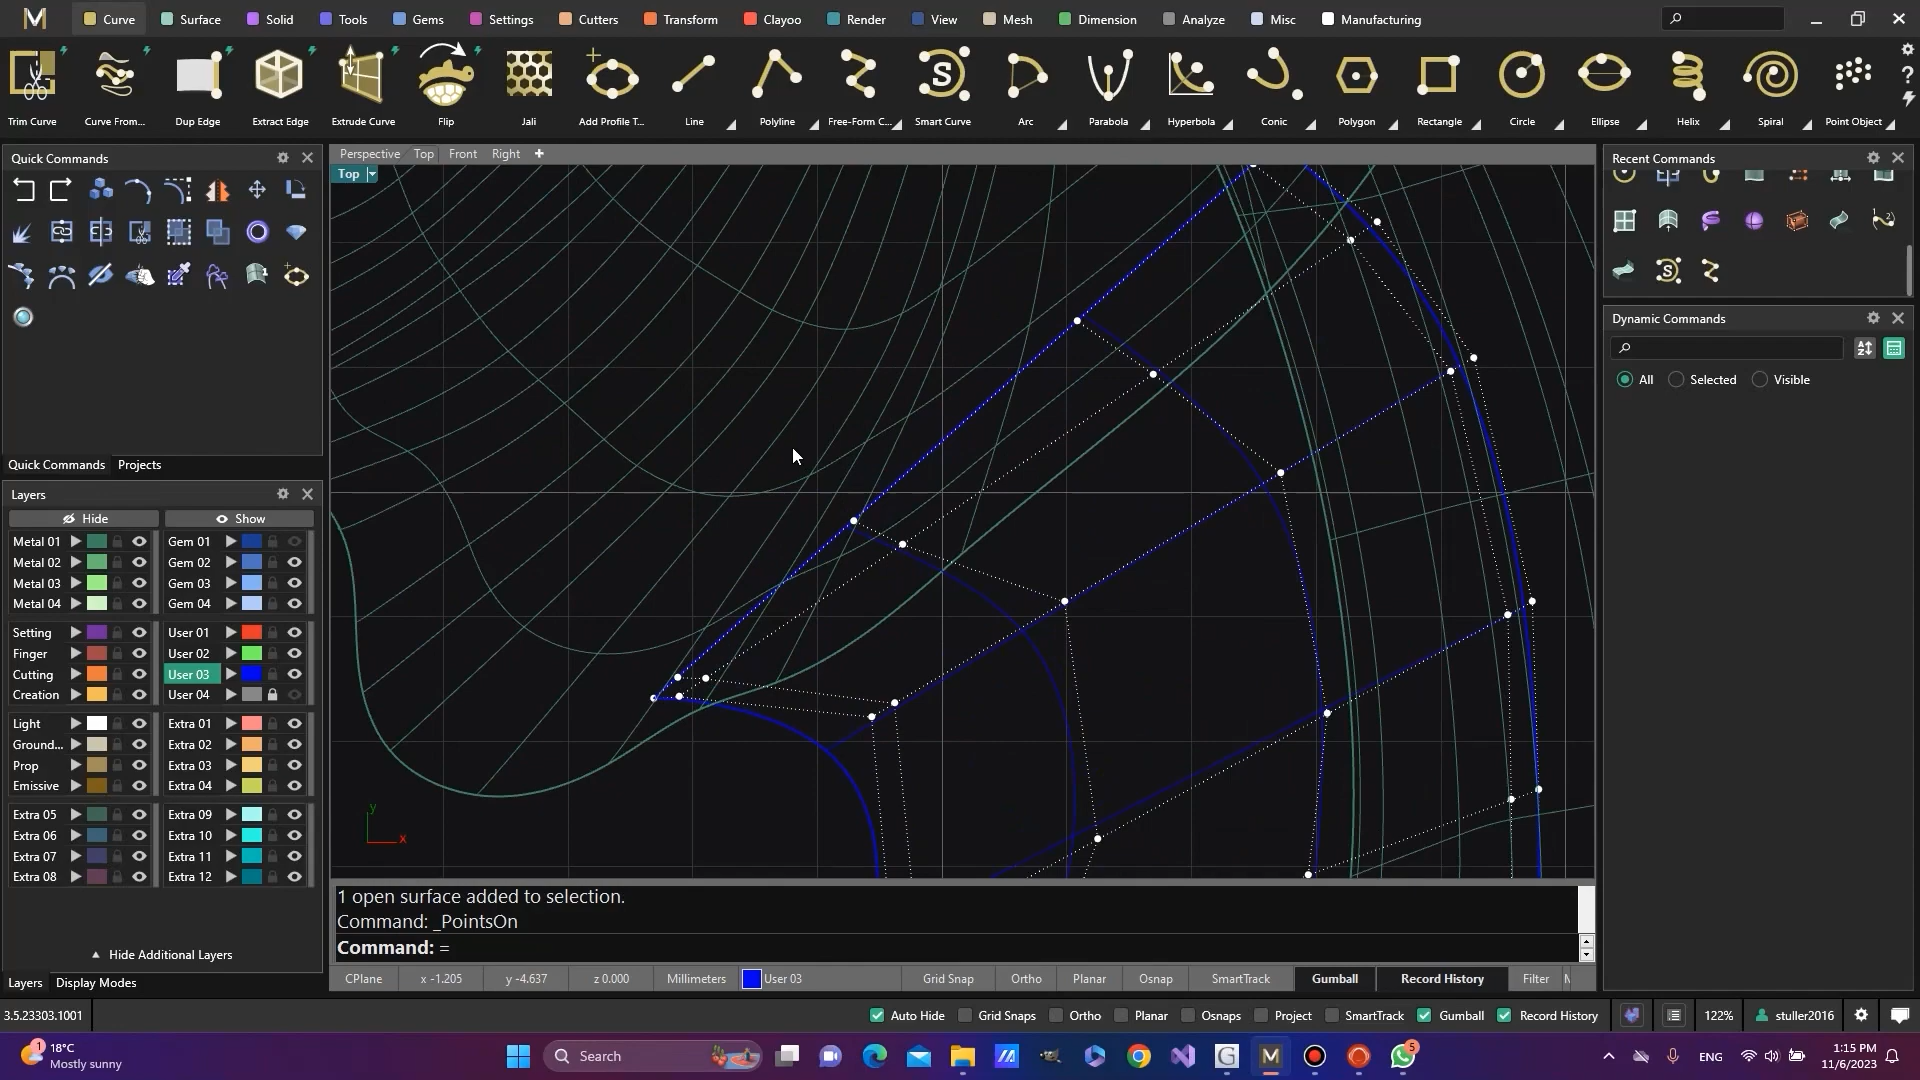 Curve Surface Solid Tools Gems Settings Cutters Transform Clayoo Render View Mesh Dimension Analyze Misc Manufacturing
Trim Curve Curve From... Dup Edge Extract Edge Extrude Curve Flip Jali Add Profile T... Line Polyline Free-Form C... Smart Curve Arc Parabola Hyperbola Conic Polygon Rectangle Circle Ellipse Helix Spiral Point Object
Quick Commands
Perspective Top Front Right
Top
Recent Commands
Dynamic Commands
All Selected Visible
Quick Commands Projects
Layers
Hide Show
Metal 01 Gem 01
Metal 02 Gem 02
Metal 03 Gem 03
Metal 04 Gem 04
Setting User 01
Finger User 02
Cutting User 03
Creation User 04
Light Extra 01
Ground... Extra 02
Prop Extra 03
Emissive Extra 04
Extra 05 Extra 09
Extra 06 Extra 10
Extra 07 Extra 11
Extra 08 Extra 12
Hide Additional Layers
Layers Display Modes
y
x
1 open surface added to selection.
Command: _PointsOn
Command: =
CPlane x -1.205 y -4.637 z 0.000 Millimeters User 03 Grid Snap Ortho Planar Osnap SmartTrack Gumball Record History Filter M
3.5.23303.1001 Auto Hide Grid Snaps Ortho Planar Osnaps Project SmartTrack Gumball Record History 122% stuller2016
1 18°C
Mostly sunny
Search
5
ENG
1:15 PM
11/6/2023